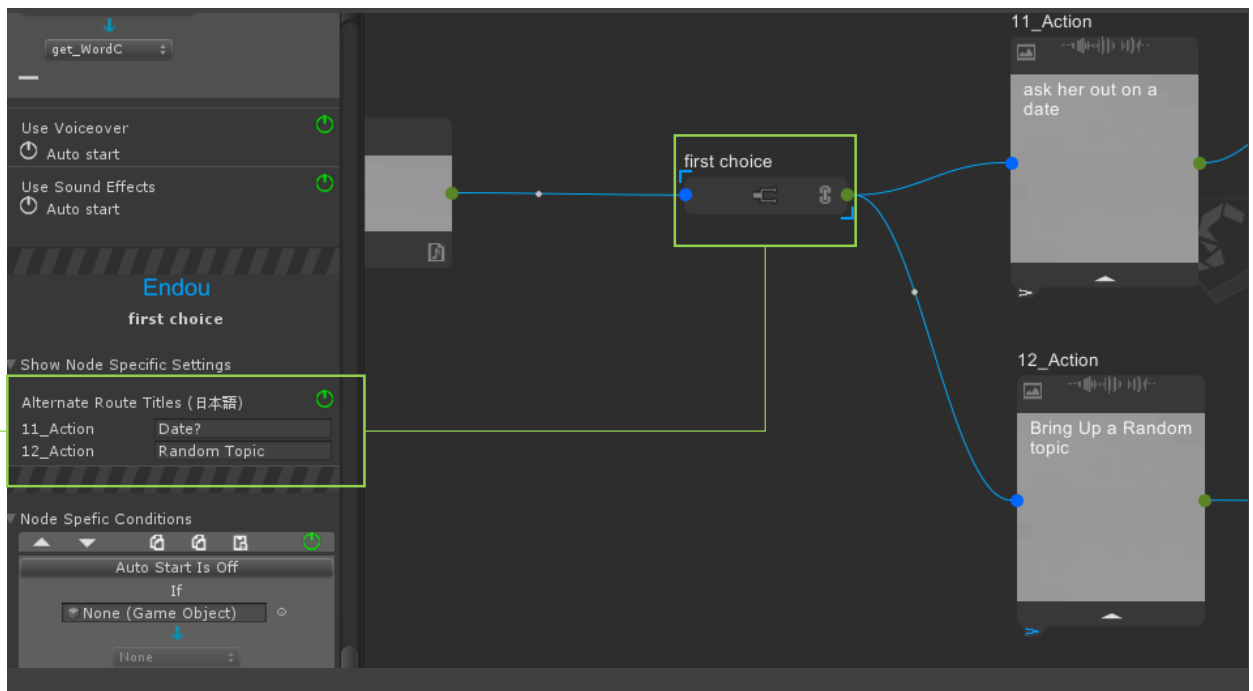 get_WordC
Use Voiceover
Auto start
Use Sound Effects
Auto start
Endou
first choice
Show Node Specific Settings
Alternate Route Titles (日本語)
11_Action Date?
12_Action Random Topic
Node Spefic Conditions
Auto Start Is Off
If
None (Game Object)
None
first choice
11_Action
ask her out on a
date
12_Action
Bring Up a Random
topic